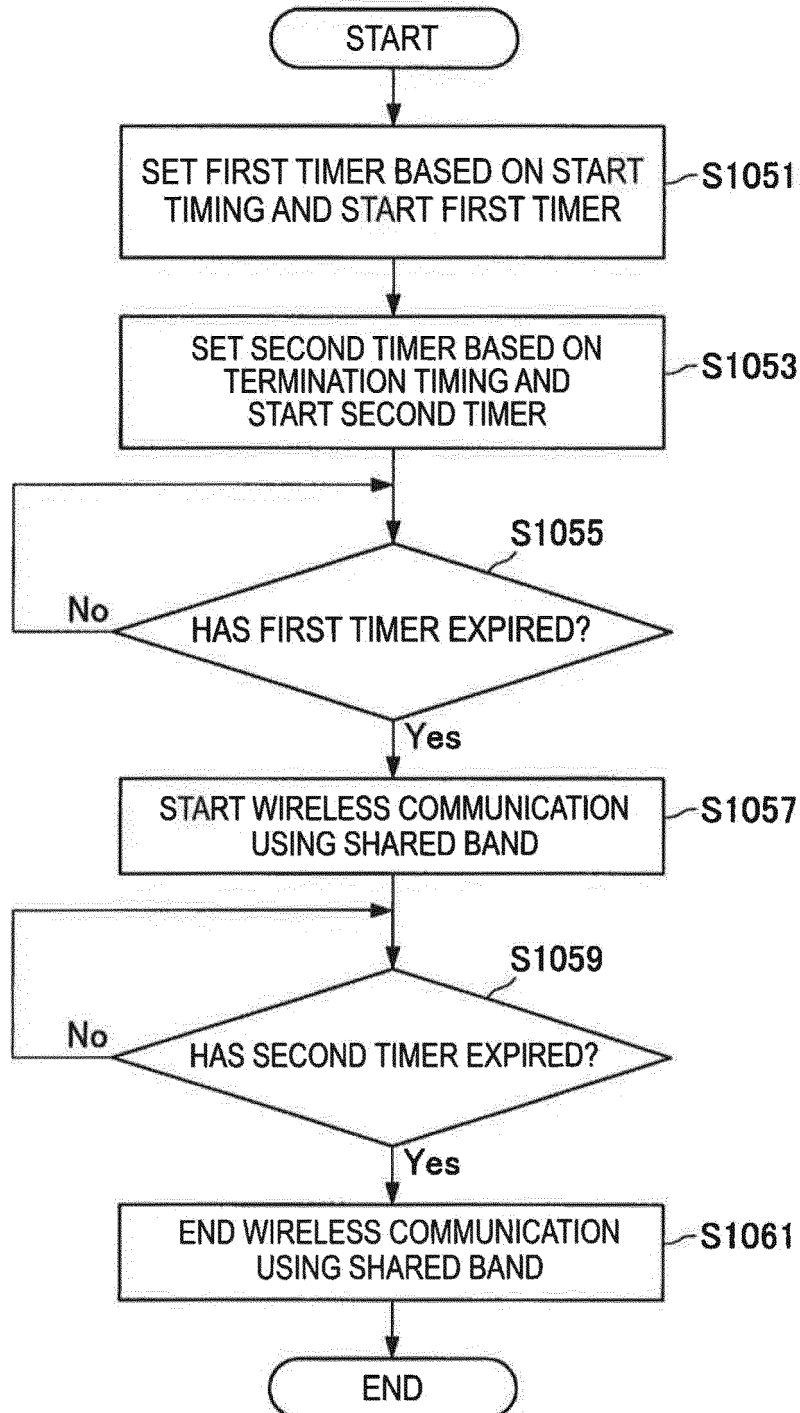 START
SET FIRST TIMER BASED ON START
TIMING AND START FIRST TIMER
S1051
SET SECOND TIMER BASED ON
TERMINATION TIMING AND
START SECOND TIMER
S1053
S1055
No
HAS FIRST TIMER EXPIRED?
Yes
START WIRELESS COMMUNICATION
USING SHARED BAND
S1057
S1059
No
HAS SECOND TIMER EXPIRED?
Yes
END WIRELESS COMMUNICATION
USING SHARED BAND
S1061
END